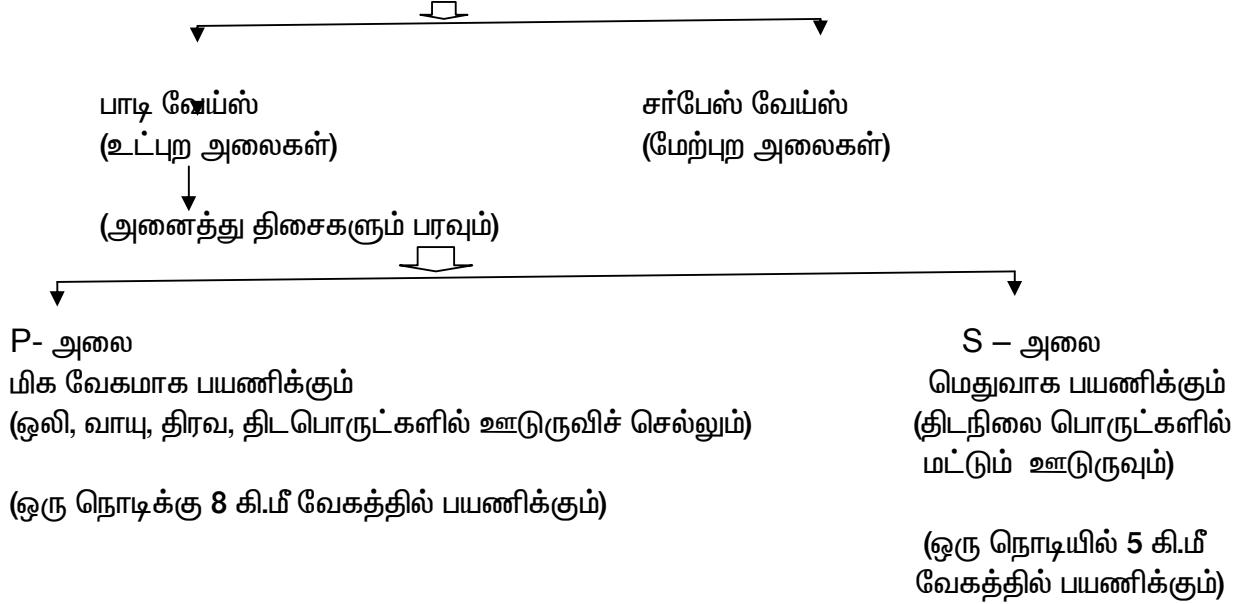 பாடி வேய்ஸ்
(உட்புற அலைகள்)
சர்பேஸ் வேய்ஸ்
(மேற்புற அலைகள்)
(அனைத்து திசைகளும் பரவும்)
P- அலை
மிக வேகமாக பயணிக்கும்
(ஒலி, வாயு, திரவ, திடபொருட்களில் ஊடுருவிச் செல்லும்)
(ஒரு நொடிக்கு 8 கி.மீ வேகத்தில் பயணிக்கும்)
S – அலை
மெதுவாக பயணிக்கும்
(திடநிலை பொருட்களில்
மட்டும் ஊடுருவும்)
(ஒரு நொடியில் 5 கி.மீ
வேகத்தில் பயணிக்கும்)